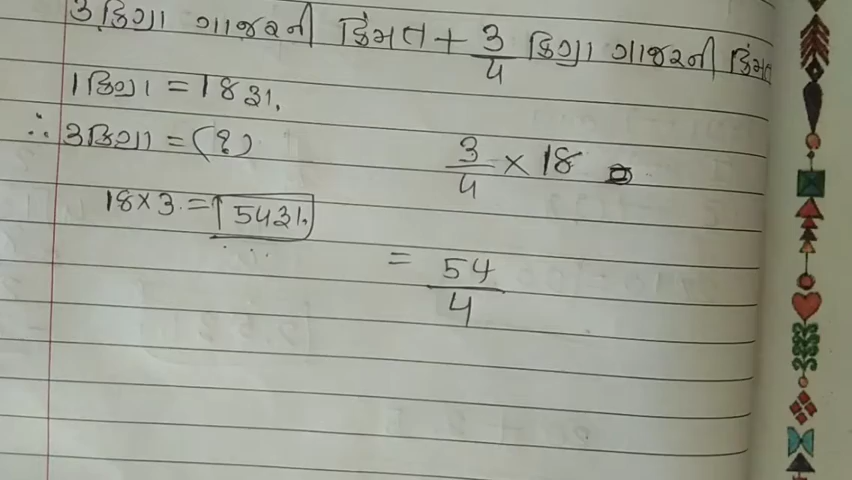 3 કિગ્રા ગાજરની કિંમત + 3/4 કિગ્રા ગાજરની કિંમત
1 કિગ્રા = 18 રૂા.
∴ 3 કિગ્રા = (?)
18 × 3 = 54 રૂા.
3/4 × 18
= 54/4